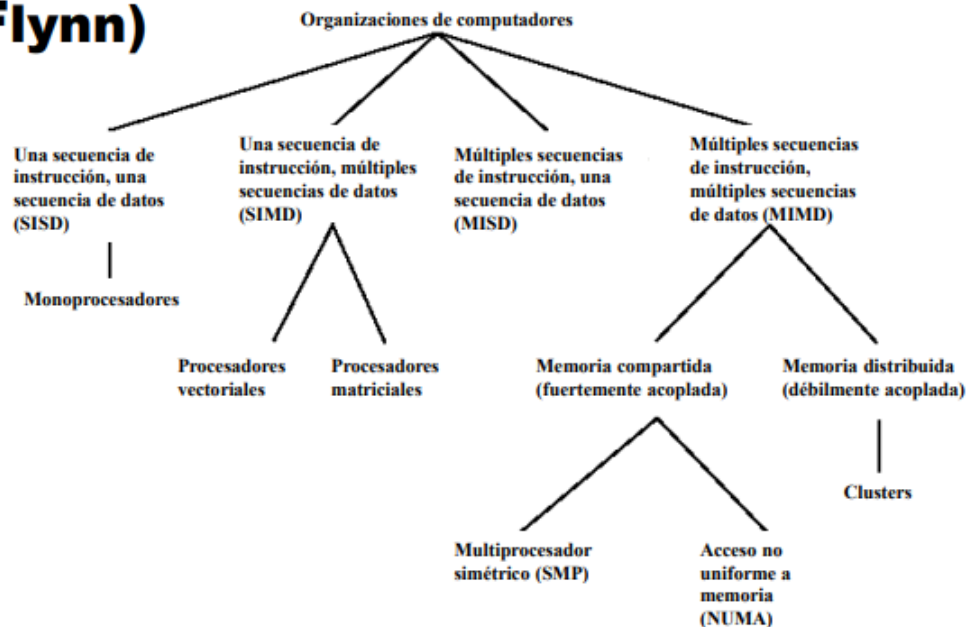 Flynn)
Organizaciones de computadores
Una secuencia de
instrucción, una
secuencia de datos
(SISD)
Una secuencia de
instrucción, múltiples
secuencias de datos
(SIMD)
Múltiples secuencias
de instrucción, una
secuencia de datos
(MISD)
Múltiples secuencias
de instrucción,
múltiples secuencias
de datos (MIMD)
Monoprocesadores
Procesadores
vectoriales
Procesadores
matriciales
Memoria compartida
(fuertemente acoplada)
Memoria distribuida
(débilmente acoplada)
Clusters
Multiprocesador
simétrico (SMP)
Acceso no
uniforme a
memoria
(NUMA)